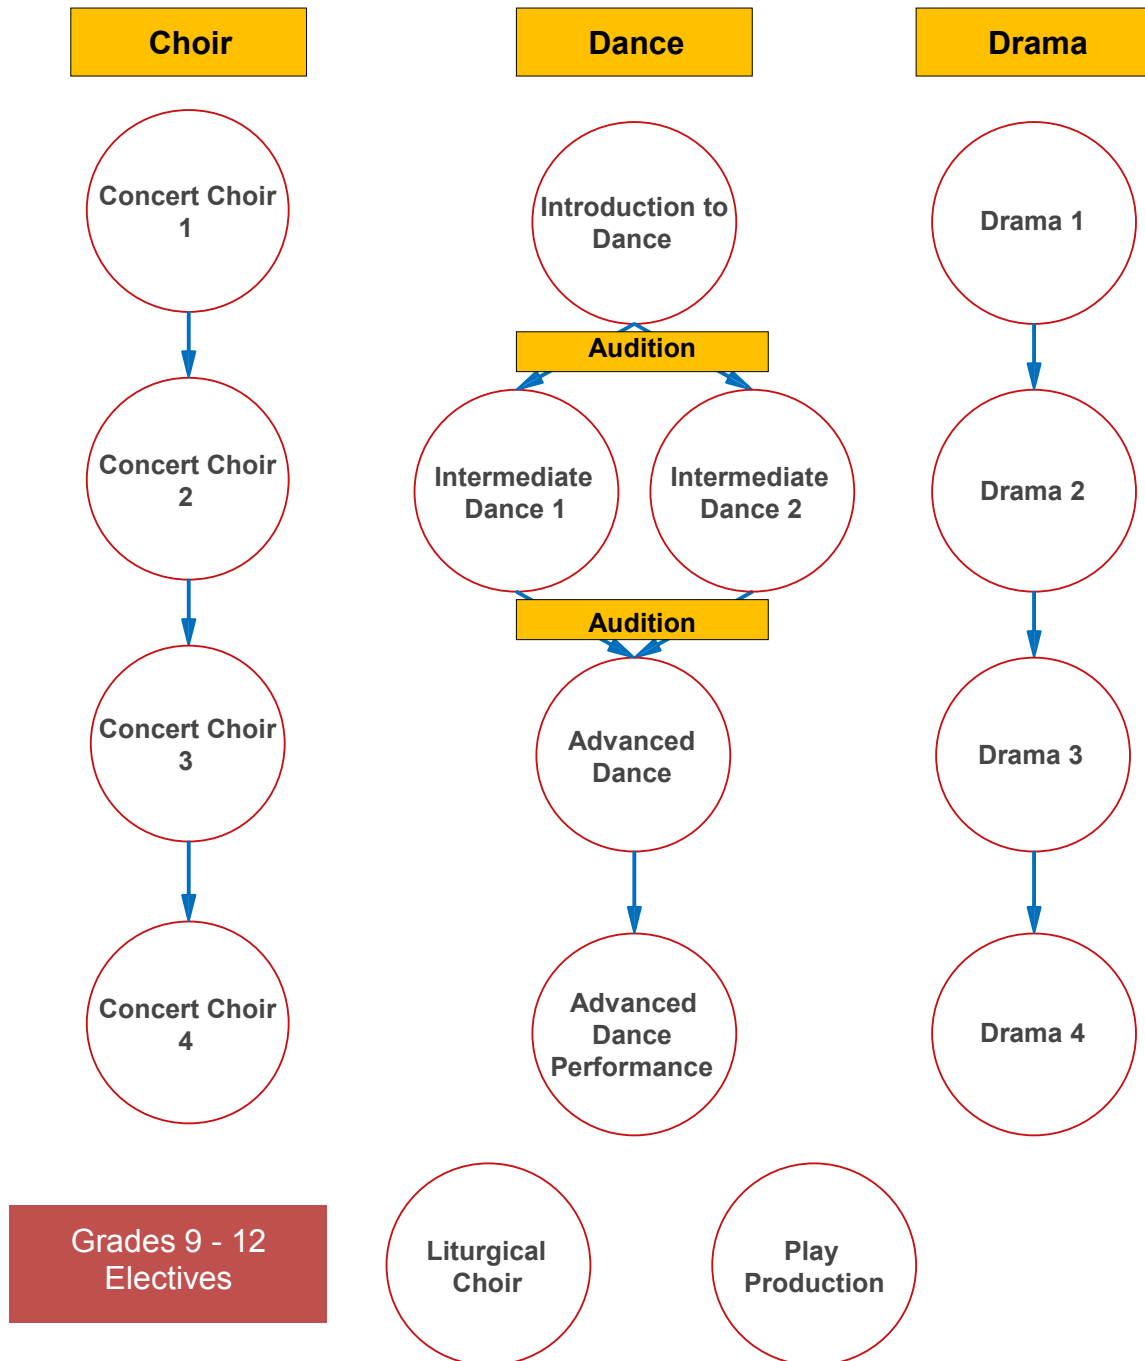 Choir
Dance
Drama
Concert Choir
1
Introduction to
Dance
Drama 1
Audition
Concert Choir
2
Intermediate
Dance 1
Intermediate
Dance 2
Drama 2
Audition
Concert Choir
3
Advanced
Dance
Drama 3
Concert Choir
4
Advanced
Dance
Performance
Drama 4
Grades 9 - 12
Electives
Liturgical
Choir
Play
Production